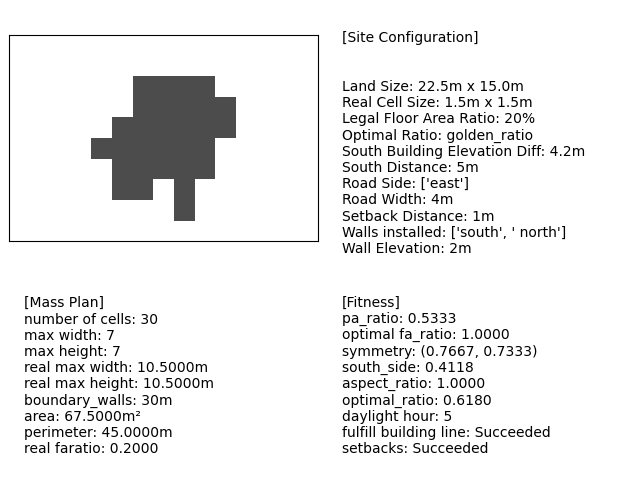 [Site Configuration]
Land Size: 22.5m x 15.0m
Real Cell Size: 1.5m x 1.5m
Legal Floor Area Ratio: 20%
Optimal Ratio: golden_ratio
South Building Elevation Diff: 4.2m
South Distance: 5m
Road Side: ['east']
Road Width: 4m
Setback Distance: 1m
Walls installed: ['south', ' north']
Wall Elevation: 2m
[Mass Plan]
number of cells: 30
max width: 7
max height: 7
real max width: 10.5000m
real max height: 10.5000m
boundary_walls: 30m
area: 67.5000m²
perimeter: 45.0000m
real faratio: 0.2000
[Fitness]
pa_ratio: 0.5333
optimal fa_ratio: 1.0000
symmetry: (0.7667, 0.7333)
south_side: 0.4118
aspect_ratio: 1.0000
optimal_ratio: 0.6180
daylight hour: 5
fulfill building line: Succeeded
setbacks: Succeeded